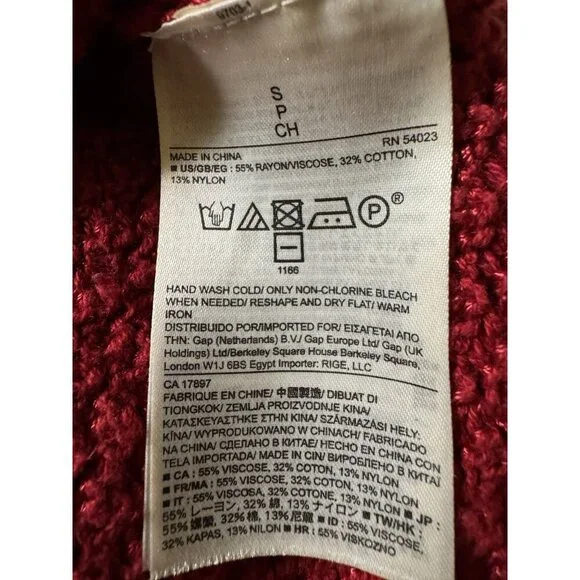 S
P
CH
RN 54023
MADE IN CHINA
■ US/GB/EG : 55% RAYON/VISCOSE, 32% COTTON,
13% NYLON
P®
1166
HAND WASH COLD/ ONLY NON-CHLORINE BLEACH
WHEN NEEDED/ RESHAPE AND DRY FLAT/ WARM
IRON
DISTRIBUIDO POR/IMPORTED FOR/ ΕΙΣΑΓΕΤΑΙ ΑΠΟ
ΤΗΝ: Gap (Netherlands) B.V./ Gap Europe Ltd/ Gap (UK
Holdings) Ltd/Berkeley Square House Berkeley Square,
London W1J 6BS Egypt Importer: RIGE, LLC
CA 17897
FABRIQUE EN CHINE/ 中國製造/ DIBUAT DI
TIONGKOK/ ZEMLJA PROIZVODNJE KINA/
ΚΑΤΑΣΚΕΥΑΣΤΗΚΕ ΣΤΗΝ ΚΙΝΑ/ SZÁRMAZÁSI HELY:
KÍNA/ WYPRODUKOWANO W CHINACH/ FABRICADO
NA CHINA/ СДЕЛАНО В КИТАЕ/ HECHO EN CHINA CON
TELA IMPORTADA/ MADE IN CIN/ ВИРОБЛЕНО В КИТАЇ
■ CA : 55% VISCOSE, 32% COTON, 13% NYLON
■ FR/MA : 55% VISCOSE, 32% COTON, 13% NYLON
■ IT : 55% VISCOSA, 32% COTONE, 13% NYLON ■ JP :
55% レーヨン, 32% 綿, 13% ナイロン ■ TW/HK :
55% 嫘縈, 32% 棉, 13% 尼龍 ■ ID : 55% VISCOSE,
32% KAPAS, 13% NILON ■ HR : 55% VISKOZNO